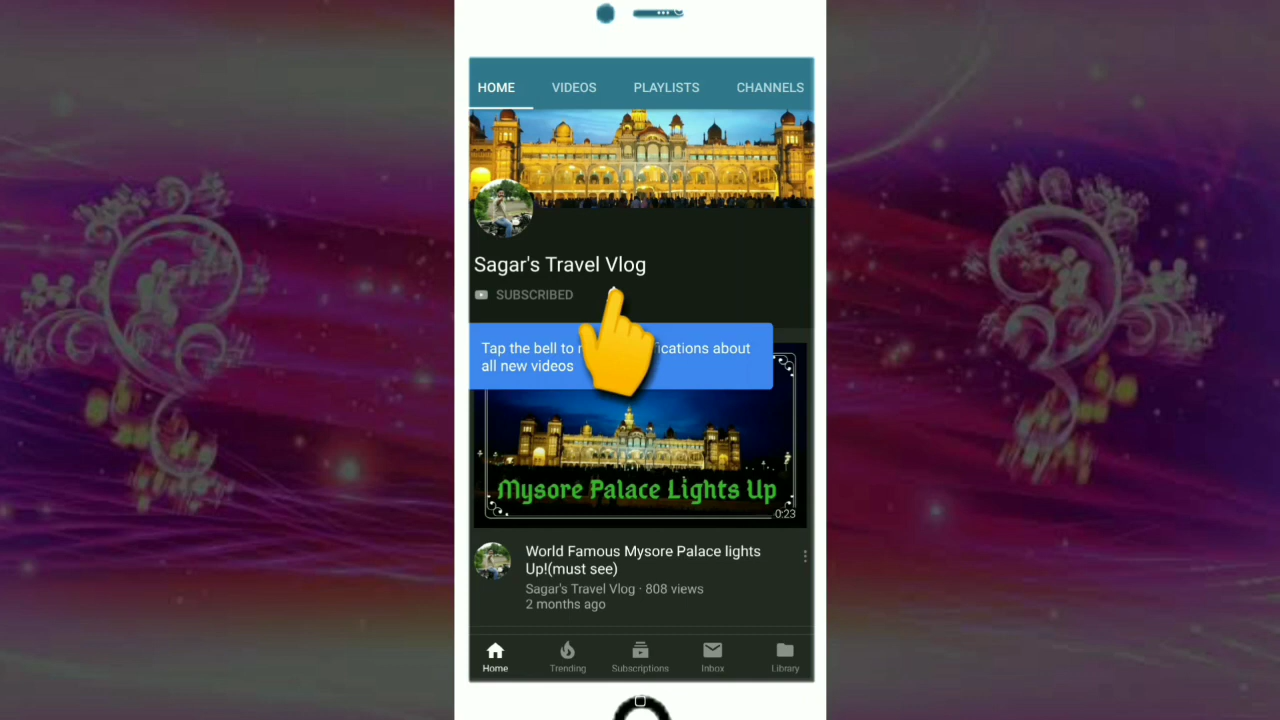 HOME VIDEOS PLAYLISTS CHANNELS
Sagar's Travel Vlog
SUBSCRIBED
Tap the bell to fications about
all new videos
Mysore Palace Lights Up
0:23
World Famous Mysore Palace lights
Up!(must see)
Sagar's Travel Vlog · 808 views
2 months ago
Home Trending Subscriptions Inbox Library